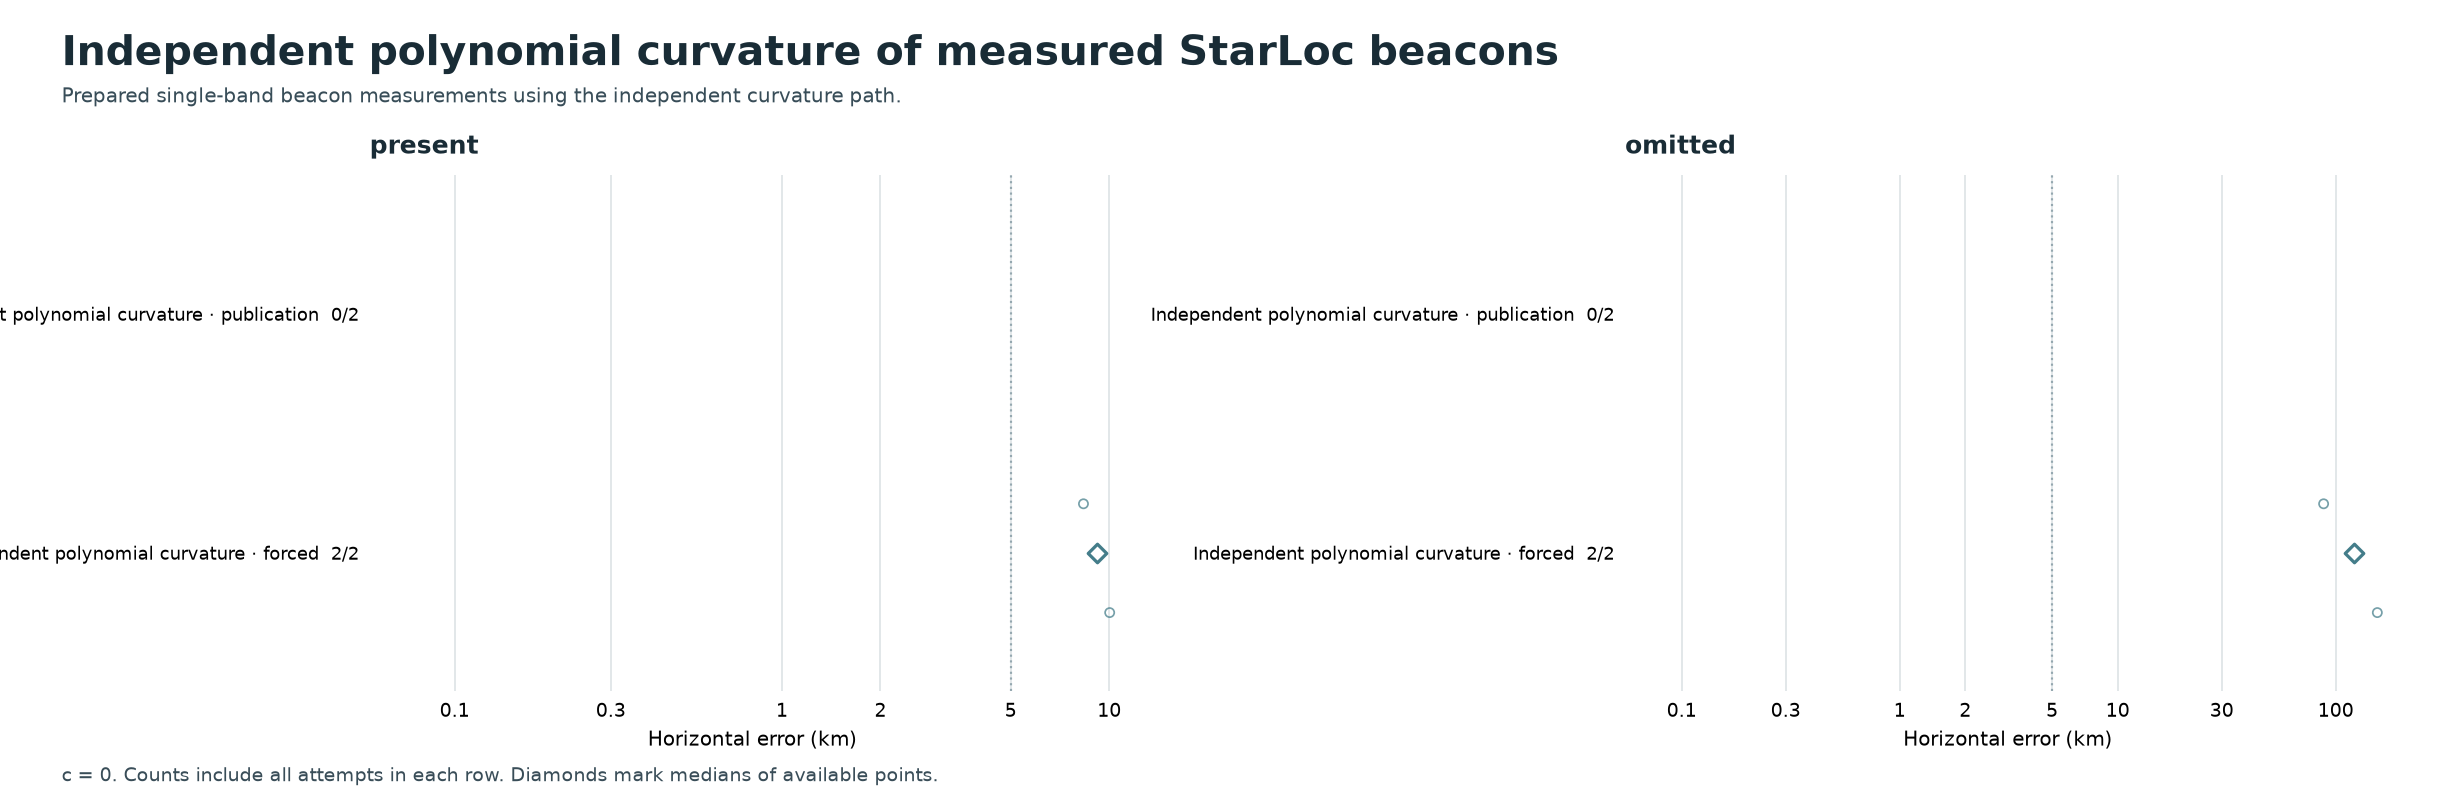 Independent polynomial curvature of measured StarLoc beacons
Prepared single-band beacon measurements using the independent curvature path.
present
t polynomial curvature · publication 0/2
ndent polynomial curvature · forced 2/2
0.1 0.3 1 2 5 10
Horizontal error (km)
omitted
Independent polynomial curvature · publication 0/2
Independent polynomial curvature · forced 2/2
0.1 0.3 1 2 5 10 30 100
Horizontal error (km)
c = 0. Counts include all attempts in each row. Diamonds mark medians of available points.